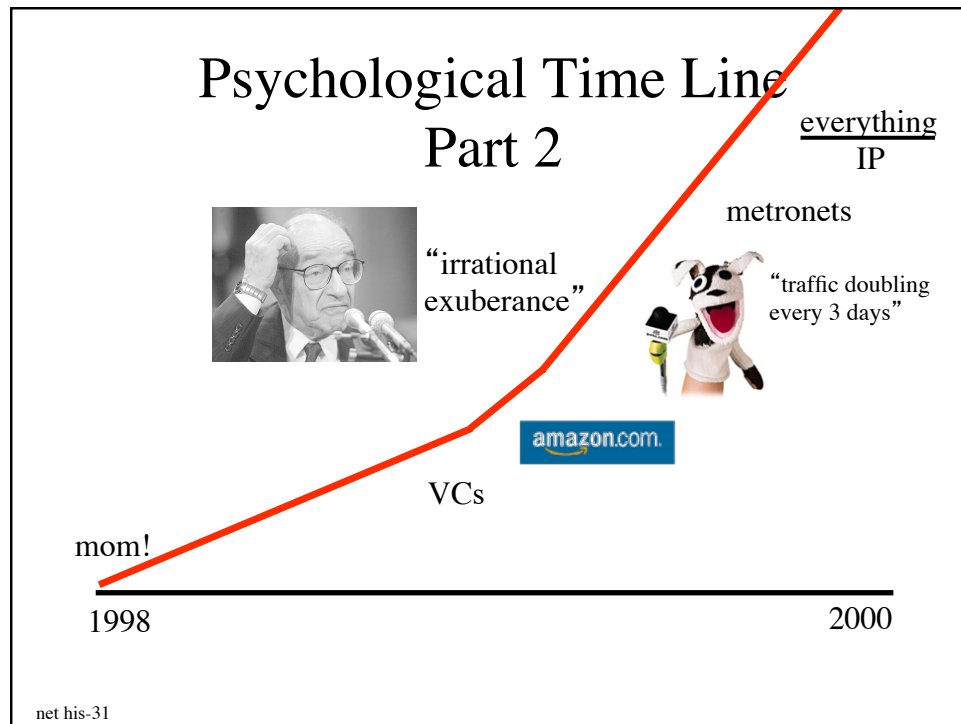 Psychological Time Line
Part 2
everything
IP
metronets
“irrational
exuberance”
“traffic doubling
every 3 days”
amazon.com.
VCs
mom!
1998
2000
net his-31